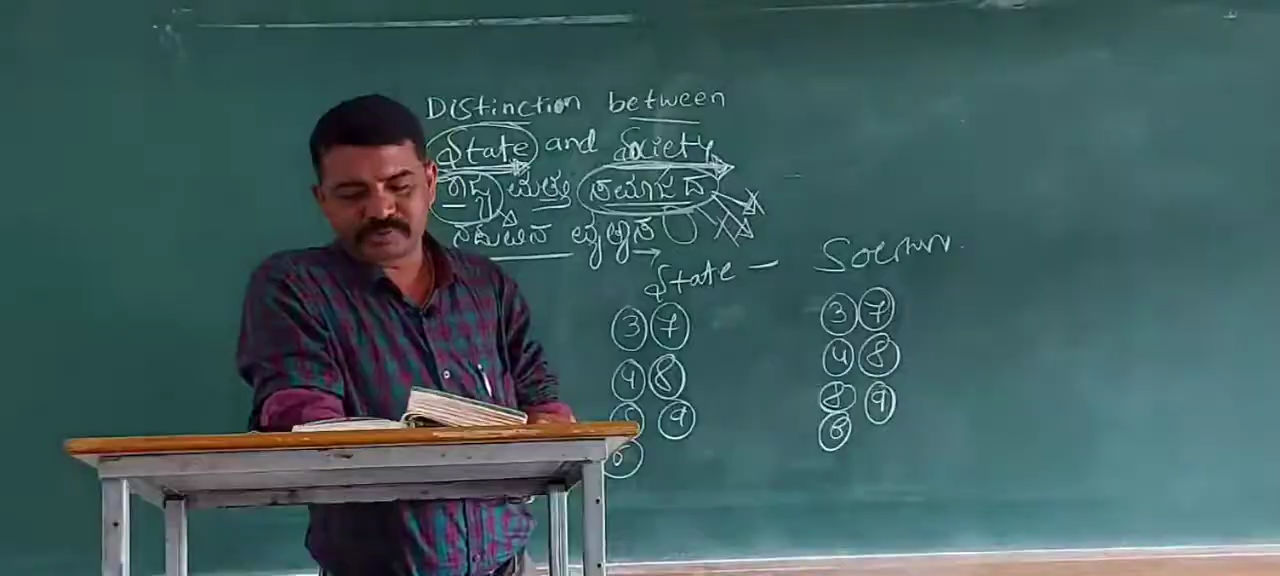 Distinction between
State and Society
ರಾಜ್ಯ ಮತ್ತು ಸಮಾಜದ
ನಡುವಿನ ವ್ಯತ್ಯಾಸ
State –
3 7
4 8
9
6
3 7
4 8
8 9
6